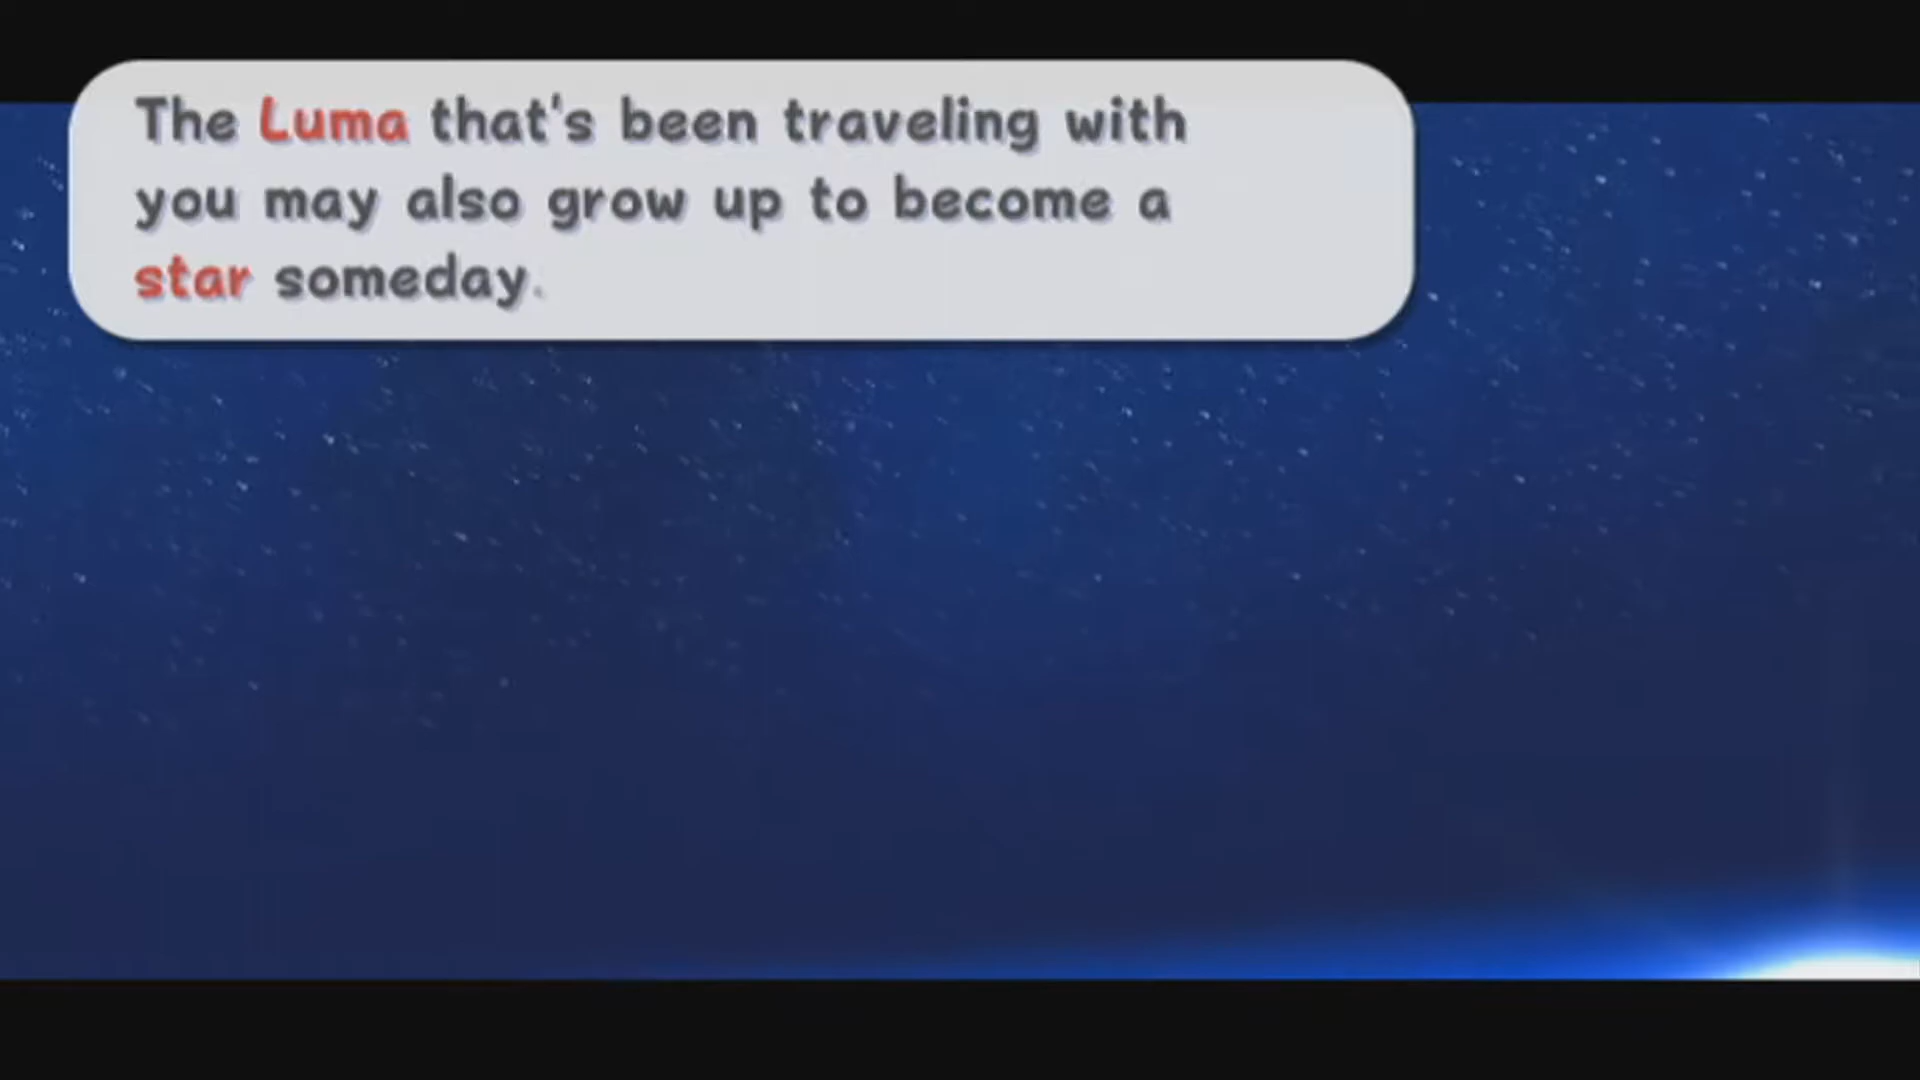 The Luma that's been traveling with
you may also grow up to become a
star someday.